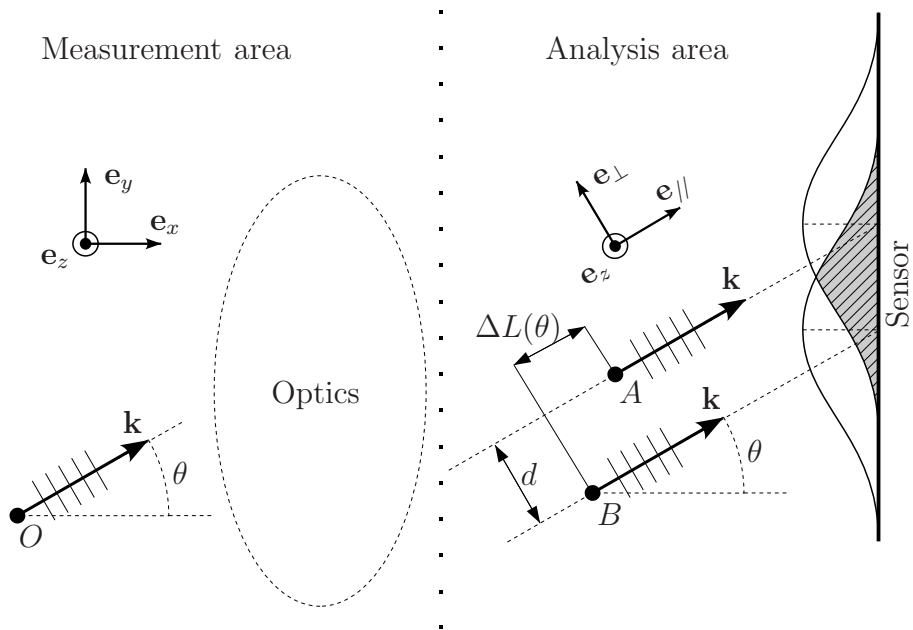 Measurement area
Analysis area
e_y
e_x
e_z
e_⊥
e_∥
e_z
Sensor
k
ΔL(θ)
A
Optics
k
k
θ
d
θ
O
B